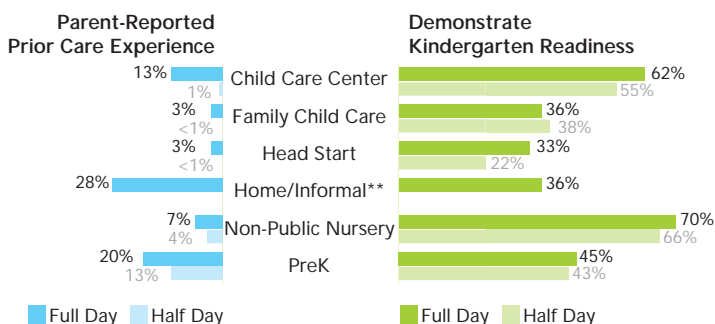 Parent-Reported
Prior Care Experience
Demonstrate
Kindergarten Readiness
13% Child Care Center 62%
1% 55%
3% Family Child Care 36%
<1% 38%
3% Head Start 33%
<1% 22%
28% Home/Informal** 36%
7% Non-Public Nursery 70%
4% 66%
20% PreK 45%
13% 43%
Full Day Half Day Full Day Half Day